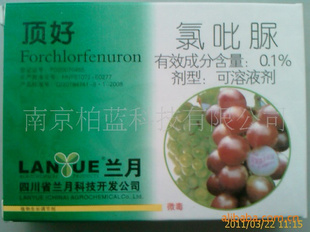 顶好
Forchlorfenuron
氯吡脲
有效成分含量：0.1%
剂型：可溶液剂
南京柏蓝科技有限公司
LANYUE 兰月
四川省兰月科技开发公司
微毒
2011/03/22 11:15